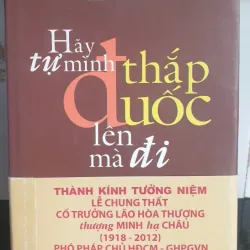 Hãy
tự mình thắp
đuốc
lên
mà đi
THÀNH KÍNH TƯỞNG NIỆM
LỄ CHUNG THẤT
CỐ TRƯỞNG LÃO HÒA THƯỢNG
thượng MINH hạ CHÂU
(1918 - 2012)
PHÓ PHÁP CHỦ HĐCM - GHPGVN